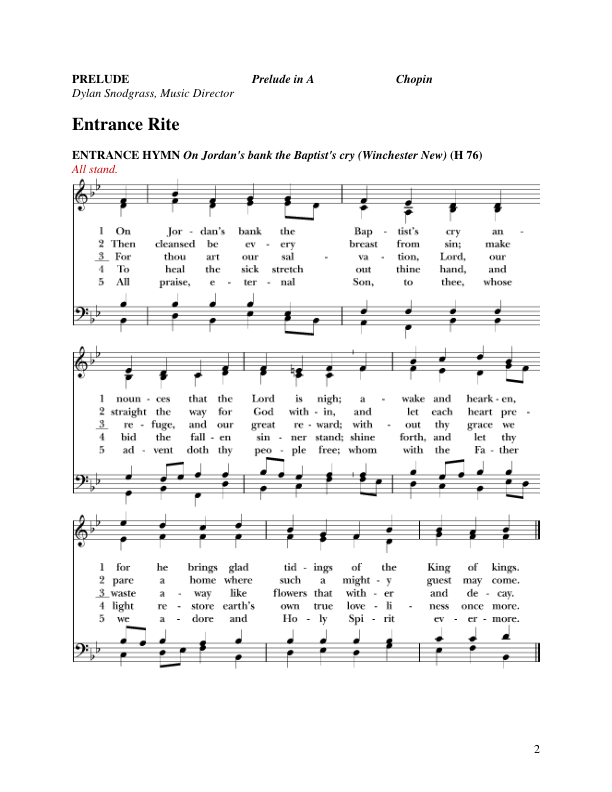 PRELUDE Prelude in A Chopin
Dylan Snodgrass, Music Director
Entrance Rite
ENTRANCE HYMN On Jordan's bank the Baptist's cry (Winchester New) (H 76)
All stand.
1 On Jor - dan's bank the Bap - tist's cry an -
2 Then cleansed be ev - ery breast from sin; make
3 For thou art our sal - va - tion, Lord, our
4 To heal the sick stretch out thine hand, and
5 All praise, e - ter - nal Son, to thee, whose
1 noun - ces that the Lord is nigh; a - wake and heark - en,
2 straight the way for God with - in, and let each heart pre -
3 re - fuge, and our great re - ward; with - out thy grace we
4 bid the fall - en sin - ner stand; shine forth, and let thy
5 ad - vent doth thy peo - ple free; whom with the Fa - ther
1 for he brings glad tid - ings of the King of kings.
2 pare a home where such a might - y guest may come.
3 waste a - way like flowers that with - er and de - cay.
4 light re - store earth's own true love - li - ness once more.
5 we a - dore and Ho - ly Spi - rit ev - er - more.
2